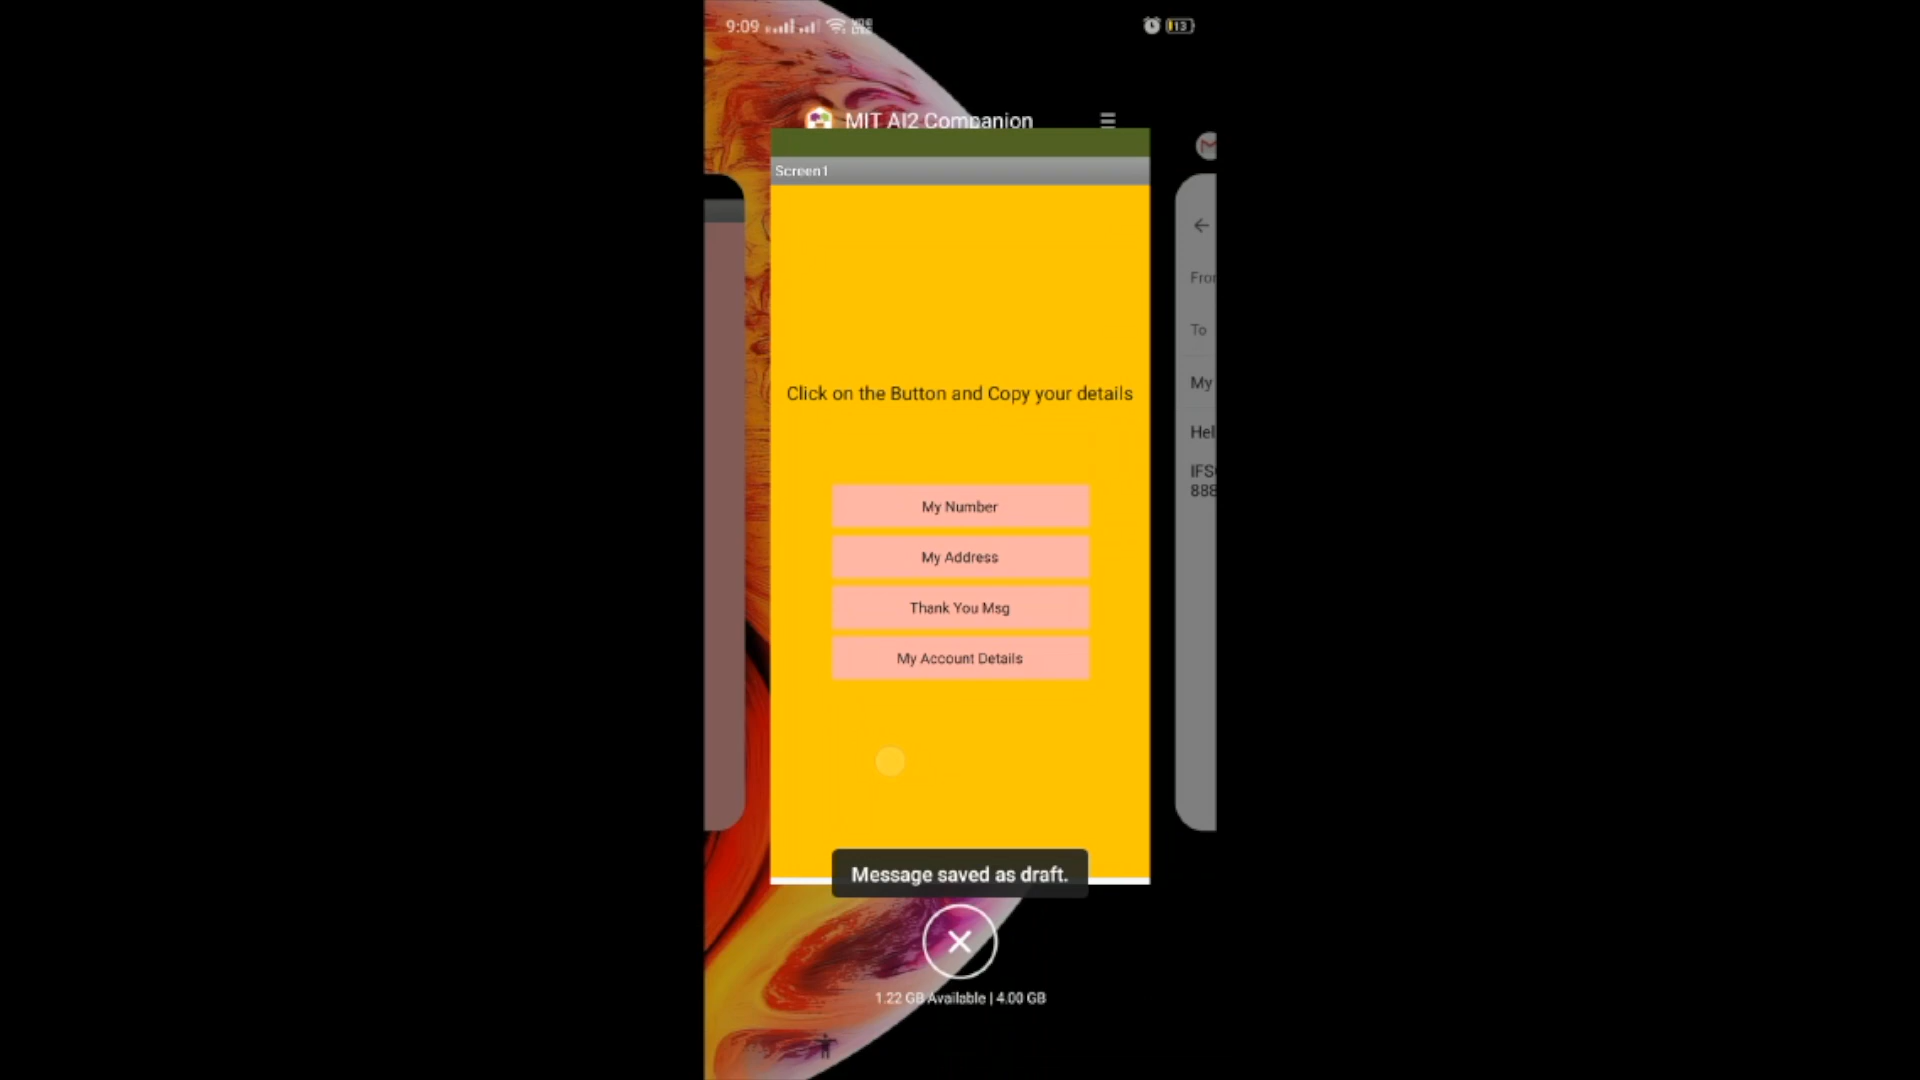 9:09
13
MIT AI2 Companion
Screen1
Click on the Button and Copy your details
My Number
My Address
Thank You Msg
My Account Details
To
My
Message saved as draft.
1.22 GB Available | 4.00 GB